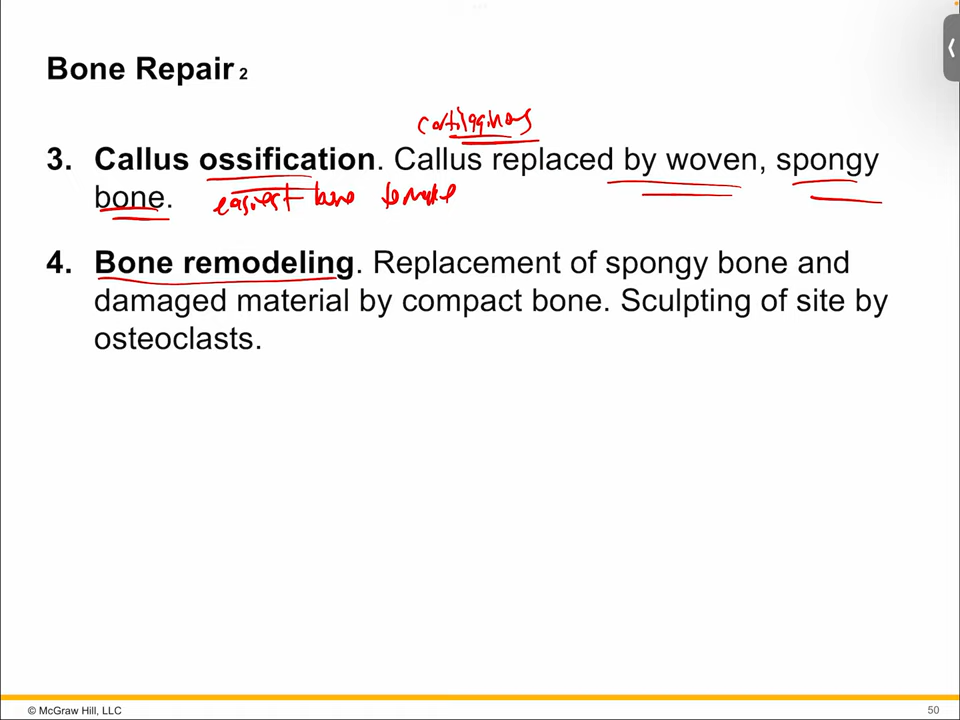 Bone Repair 2
cartilaginous
3. Callus ossification. Callus replaced by woven, spongy
bone. easiest bone to make
4. Bone remodeling. Replacement of spongy bone and
damaged material by compact bone. Sculpting of site by
osteoclasts.
© McGraw Hill, LLC
50